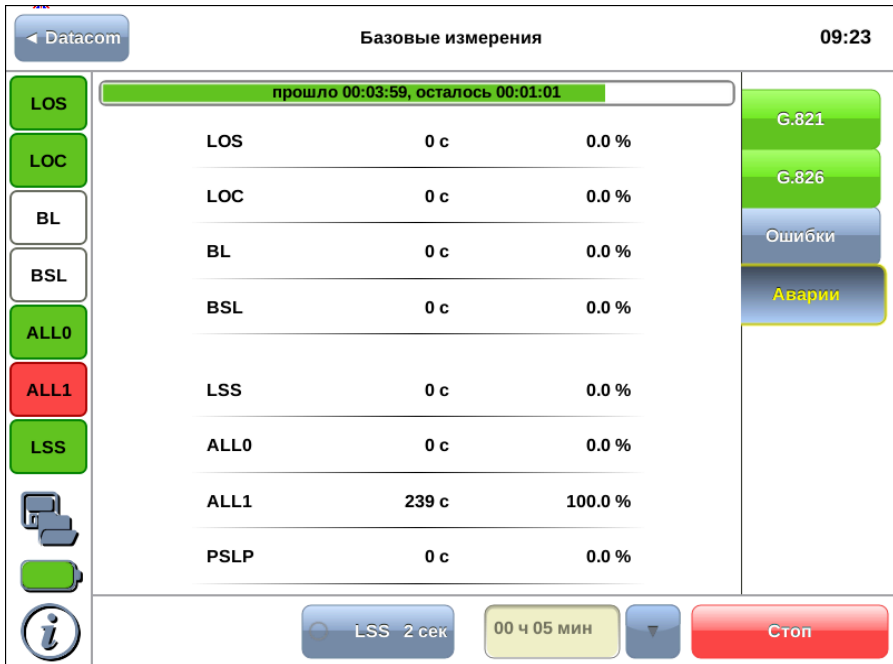 ◄ Datacom
Базовые измерения
09:23
LOS
LOC
BL
BSL
ALL0
ALL1
LSS
прошло 00:03:59, осталось 00:01:01
LOS 0 с 0.0 %
LOC 0 с 0.0 %
BL 0 с 0.0 %
BSL 0 с 0.0 %
LSS 0 с 0.0 %
ALL0 0 с 0.0 %
ALL1 239 с 100.0 %
PSLP 0 с 0.0 %
G.821
G.826
Ошибки
Аварии
i
LSS 2 сек
00 ч 05 мин
▼
Стоп